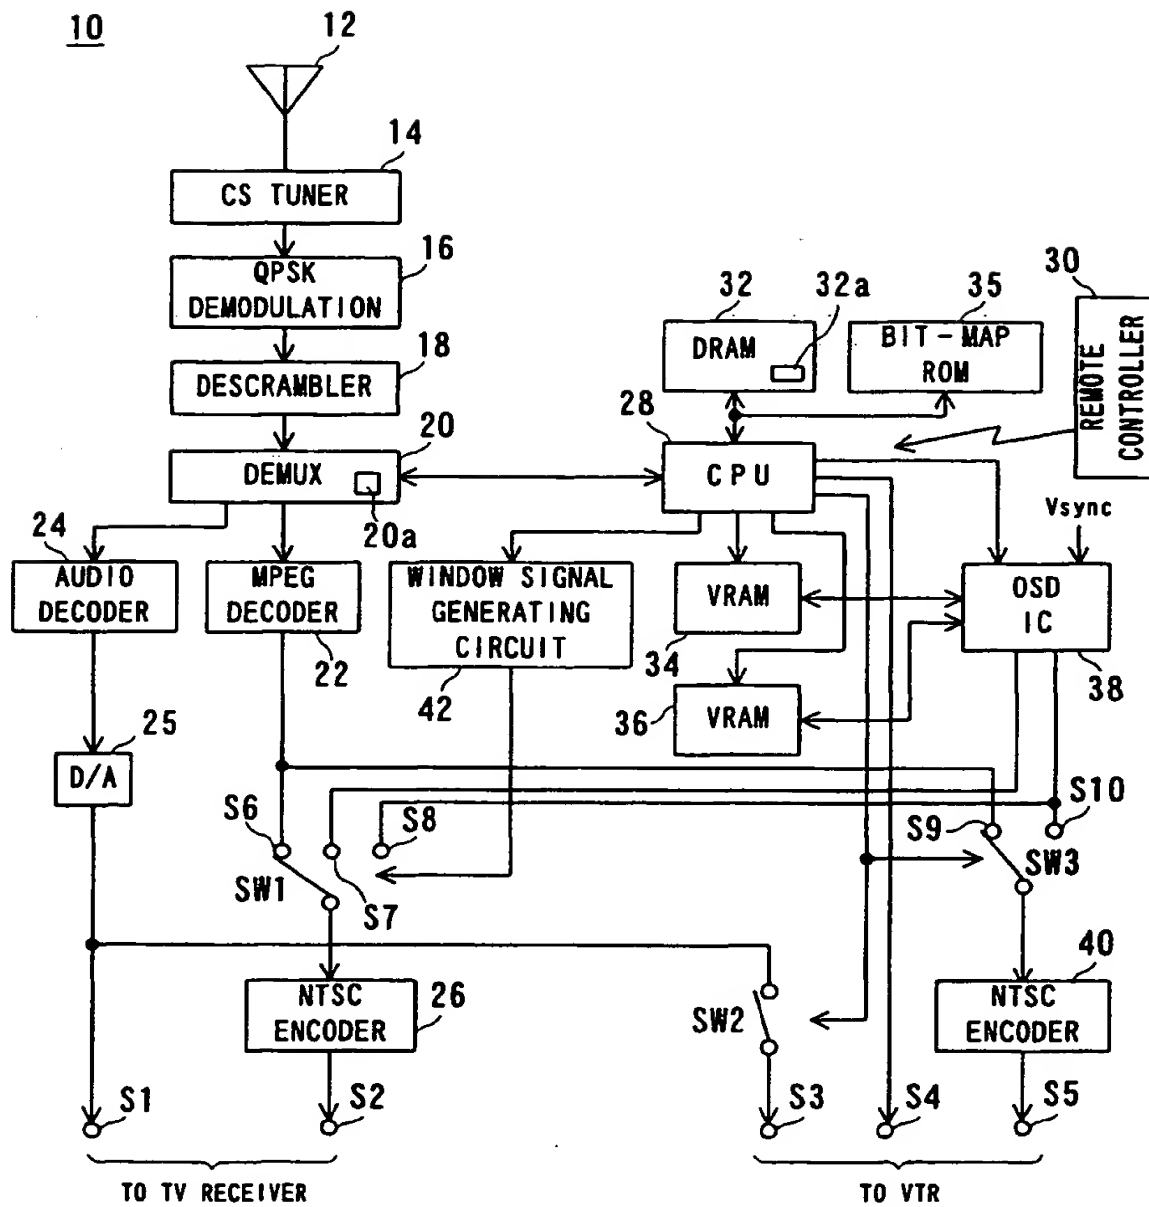 10
12
14
CS TUNER
16
QPSK
DEMODULATION
18
DESCRAMBLER
20
DEMUX
20a
24
AUDIO
DECODER
MPEG
DECODER
22
WINDOW SIGNAL
GENERATING
CIRCUIT
42
32
32a
DRAM
35
BIT-MAP
ROM
30
REMOTE
CONTROLLER
28
CPU
Vsync
VRAM
34
OSD
IC
38
36
VRAM
25
D/A
S6
S8
S7
SW1
S9
S10
SW3
NTSC
ENCODER
26
SW2
40
NTSC
ENCODER
S1
S2
S3
S4
S5
TO TV RECEIVER
TO VTR